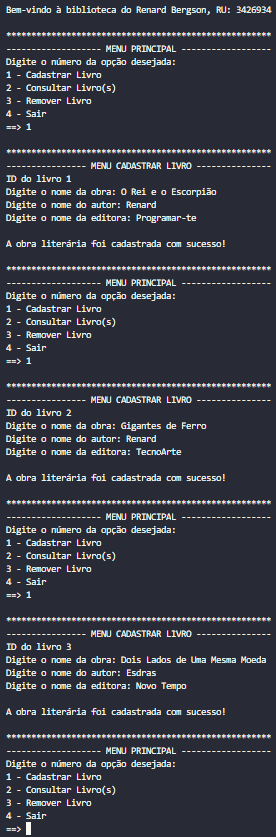 Bem-vindo à biblioteca do Renard Bergson, RU: 3426934
*****************************************************
------------------- MENU PRINCIPAL ------------------
Digite o número da opção desejada:
1 - Cadastrar Livro
2 - Consultar Livro(s)
3 - Remover Livro
4 - Sair
==> 1
*****************************************************
---------------- MENU CADASTRAR LIVRO ---------------
ID do livro 1
Digite o nome da obra: O Rei e o Escorpião
Digite o nome do autor: Renard
Digite o nome da editora: Programar-te
A obra literária foi cadastrada com sucesso!
*****************************************************
------------------- MENU PRINCIPAL ------------------
Digite o número da opção desejada:
1 - Cadastrar Livro
2 - Consultar Livro(s)
3 - Remover Livro
4 - Sair
==> 1
*****************************************************
---------------- MENU CADASTRAR LIVRO ---------------
ID do livro 2
Digite o nome da obra: Gigantes de Ferro
Digite o nome do autor: Renard
Digite o nome da editora: TecnoArte
A obra literária foi cadastrada com sucesso!
*****************************************************
------------------- MENU PRINCIPAL ------------------
Digite o número da opção desejada:
1 - Cadastrar Livro
2 - Consultar Livro(s)
3 - Remover Livro
4 - Sair
==> 1
*****************************************************
---------------- MENU CADASTRAR LIVRO ---------------
ID do livro 3
Digite o nome da obra: Dois Lados de Uma Mesma Moeda
Digite o nome do autor: Esdras
Digite o nome da editora: Novo Tempo
A obra literária foi cadastrada com sucesso!
*****************************************************
------------------- MENU PRINCIPAL ------------------
Digite o número da opção desejada:
1 - Cadastrar Livro
2 - Consultar Livro(s)
3 - Remover Livro
4 - Sair
==>